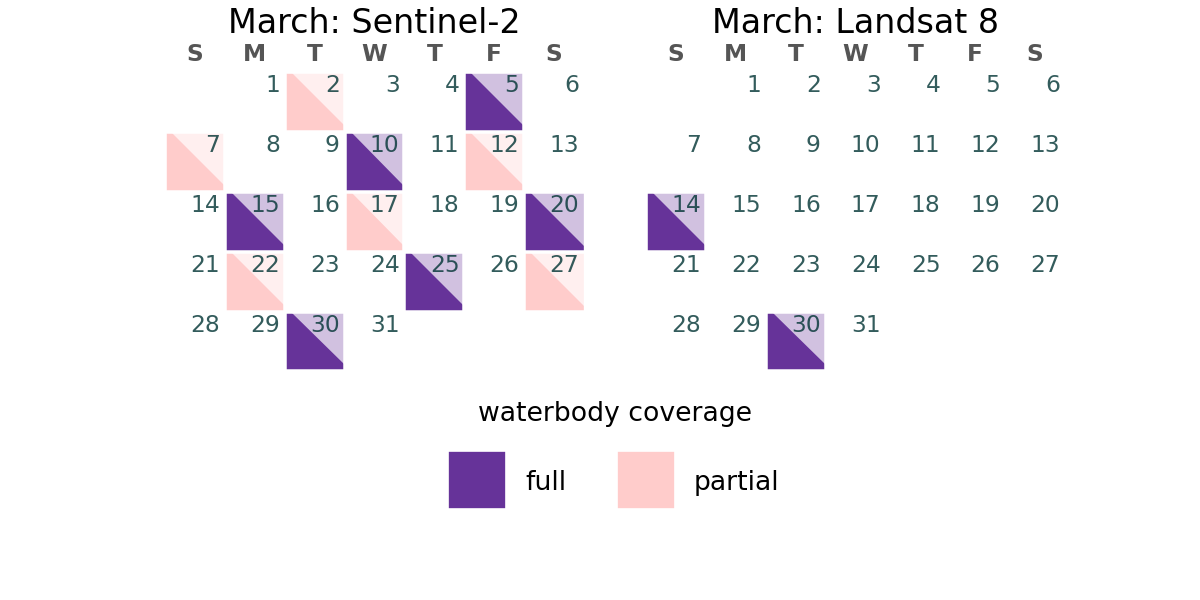 March: Sentinel-2
S M T W T F S
1 2 3 4 5 6
7 8 9 10 11 12 13
14 15 16 17 18 19 20
21 22 23 24 25 26 27
28 29 30 31
March: Landsat 8
S M T W T F S
1 2 3 4 5 6
7 8 9 10 11 12 13
14 15 16 17 18 19 20
21 22 23 24 25 26 27
28 29 30 31
waterbody coverage
full
partial